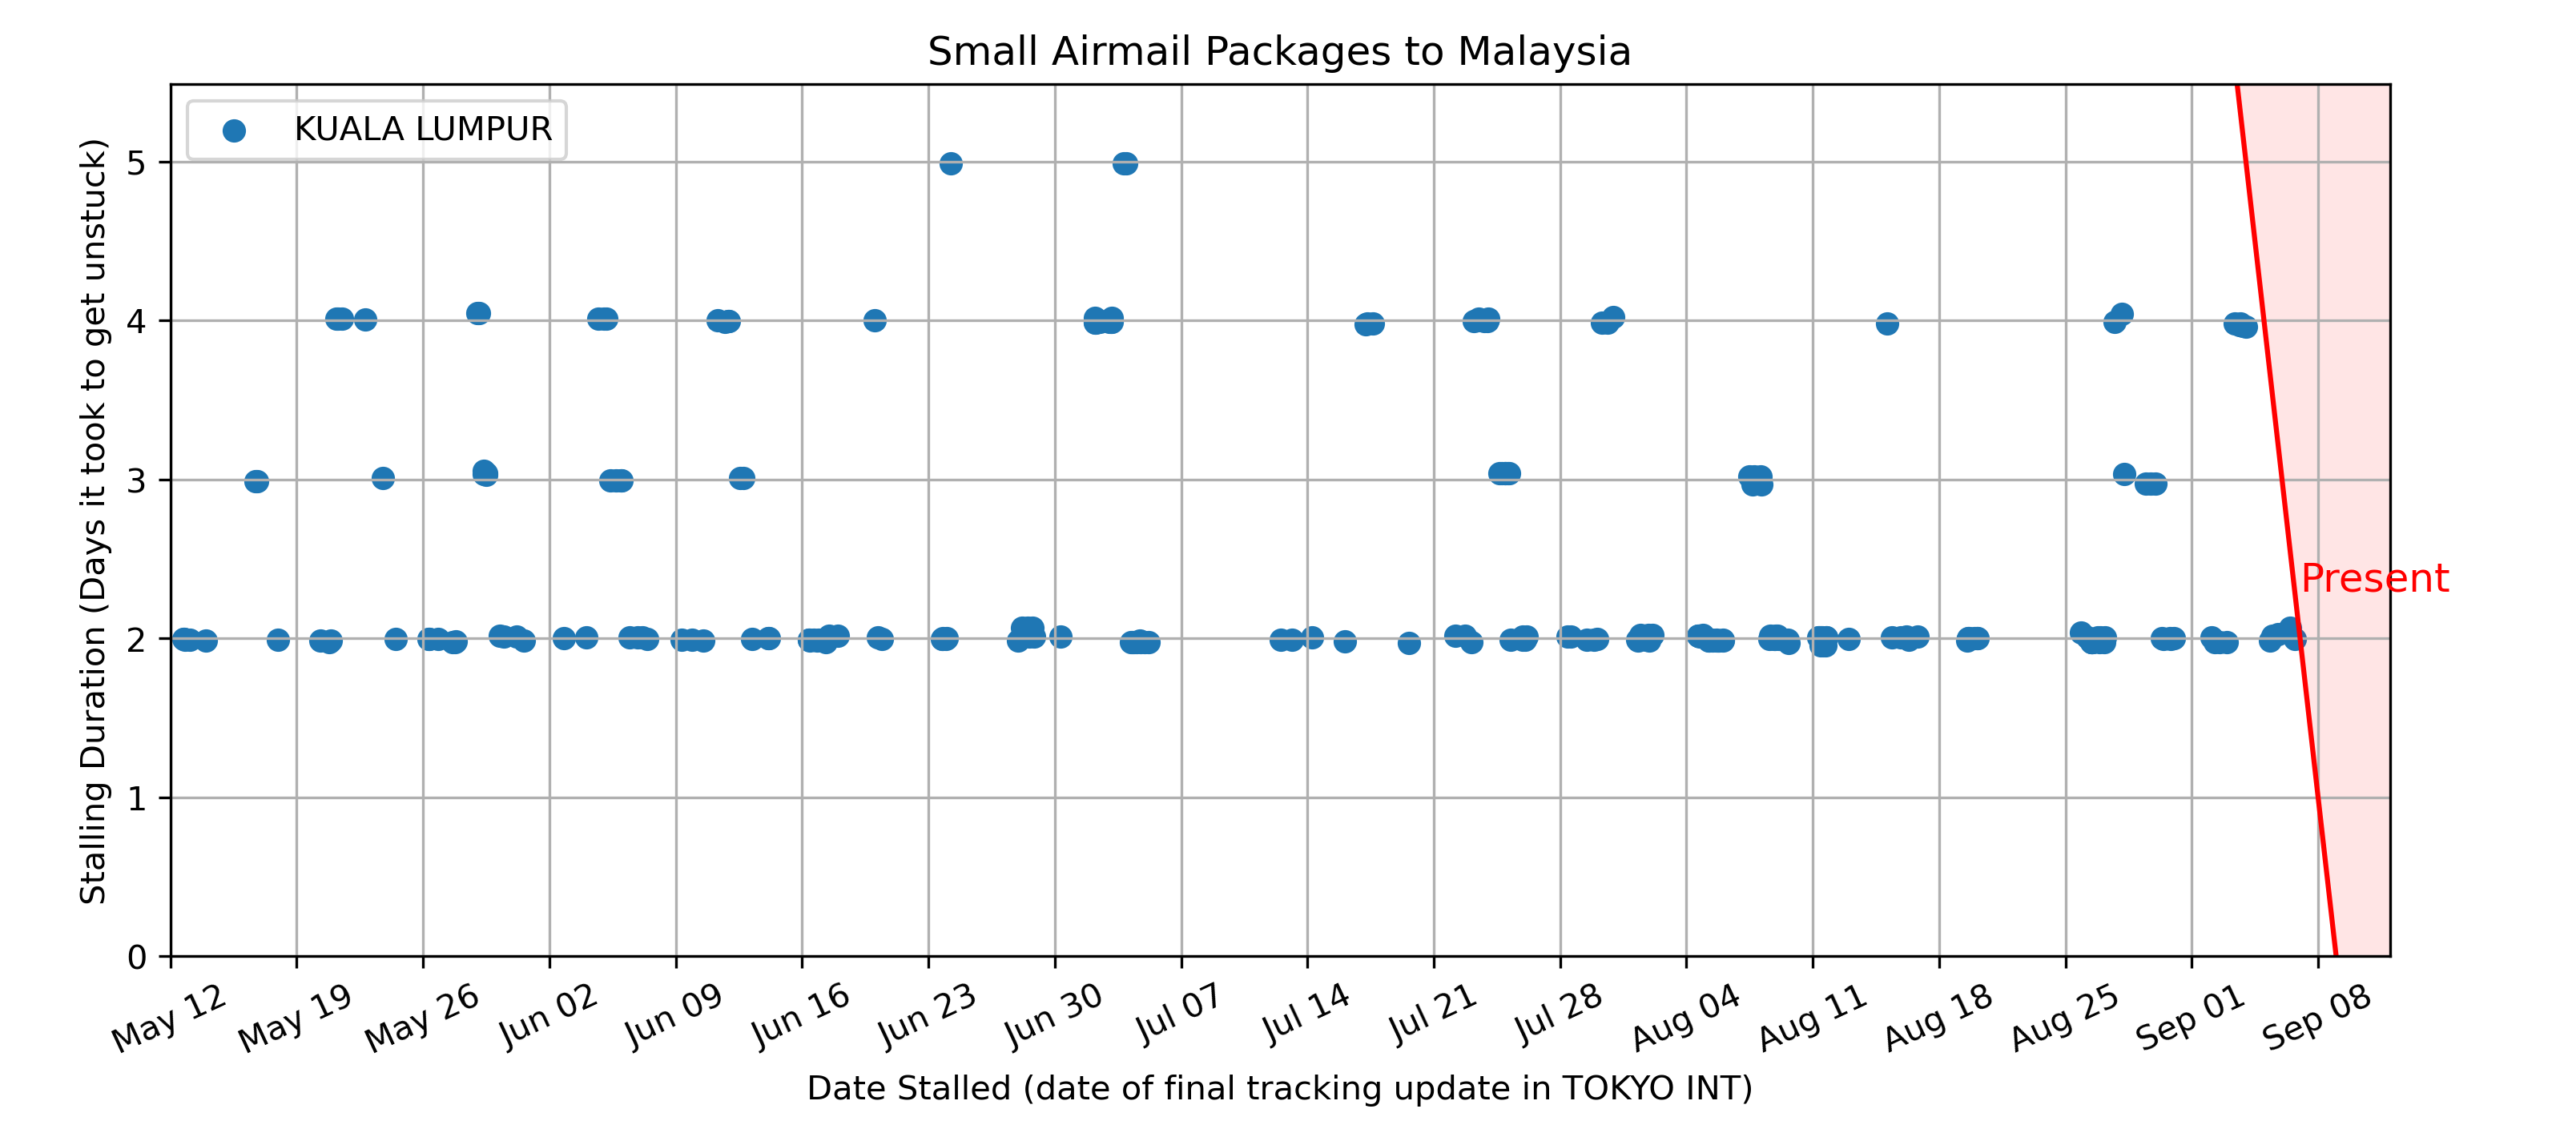 Small Airmail Packages to Malaysia
KUALA LUMPUR
Stalling Duration (Days it took to get unstuck)
5
4
3
2
1
0
Present
May 12
May 19
May 26
Jun 02
Jun 09
Jun 16
Jun 23
Jun 30
Jul 07
Jul 14
Jul 21
Jul 28
Aug 04
Aug 11
Aug 18
Aug 25
Sep 01
Sep 08
Date Stalled (date of final tracking update in TOKYO INT)